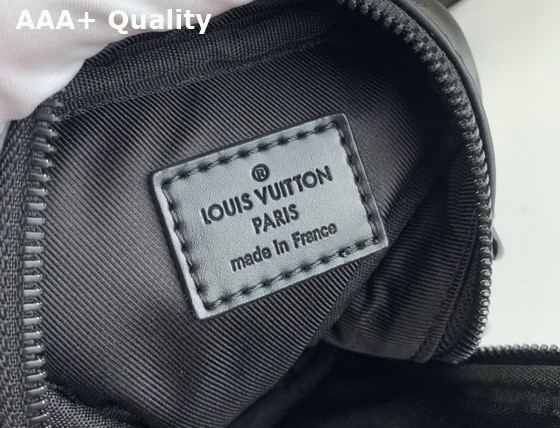 AAA+ Quality
®
LOUIS VUITTON
PARIS
made in France